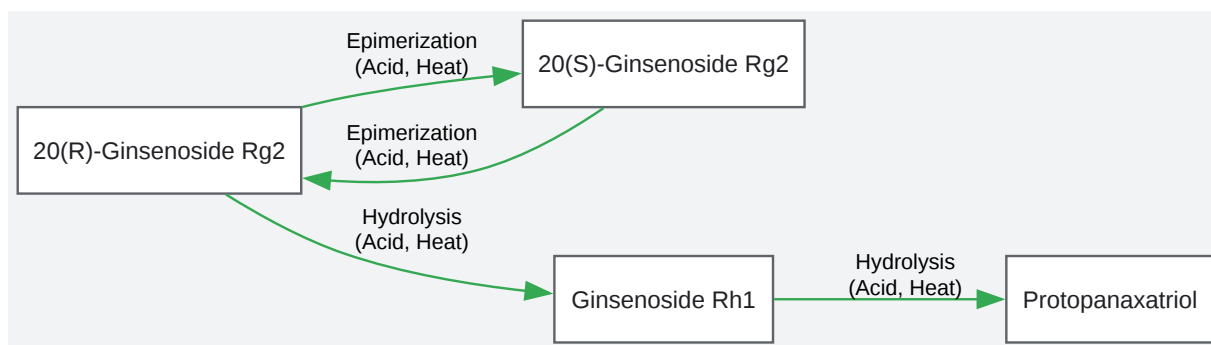 Epimerization
(Acid, Heat)
20(S)-Ginsenoside Rg2
20(R)-Ginsenoside Rg2
Epimerization
(Acid, Heat)
Hydrolysis
(Acid, Heat)
Ginsenoside Rh1
Hydrolysis
(Acid, Heat)
Protopanaxatriol